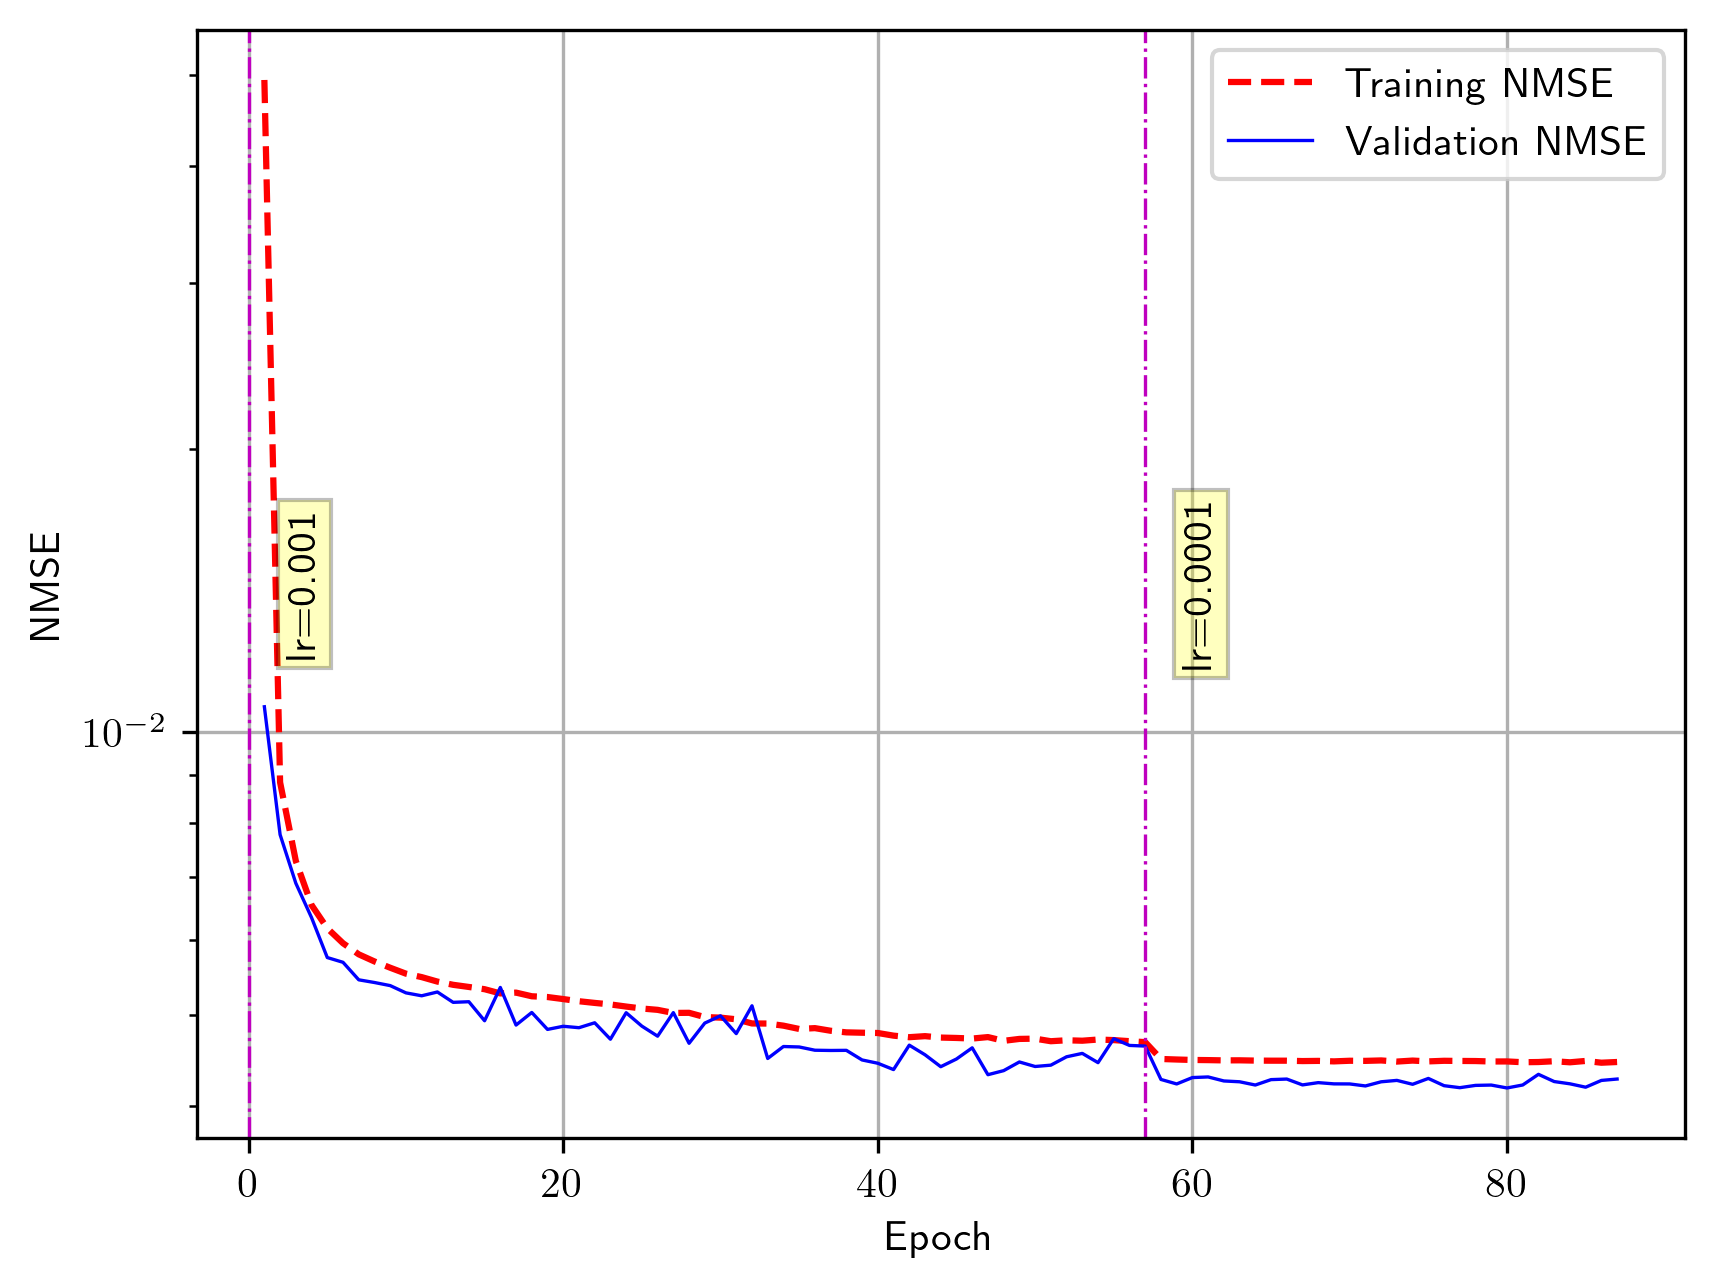 Training NMSE
Validation NMSE
NMSE
lr=0.001
lr=0.0001
10⁻²
0
20
40
60
80
Epoch